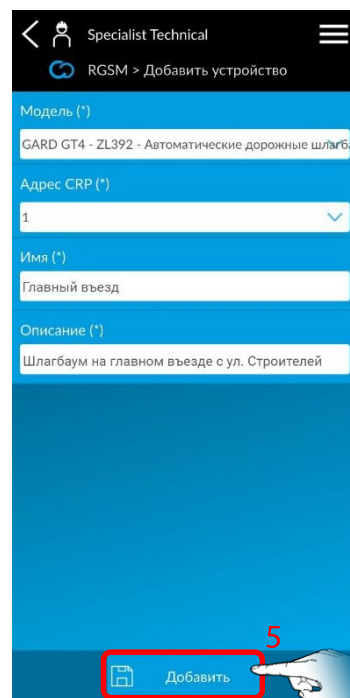 Specialist Technical
RGSM > Добавить устройство
Модель (*)
GARD GT4 - ZL392 - Автоматические дорожные шлагба
Адрес CRP (*)
1
Имя (*)
Главный въезд
Описание (*)
Шлагбаум на главном въезде с ул. Строителей
5
Добавить